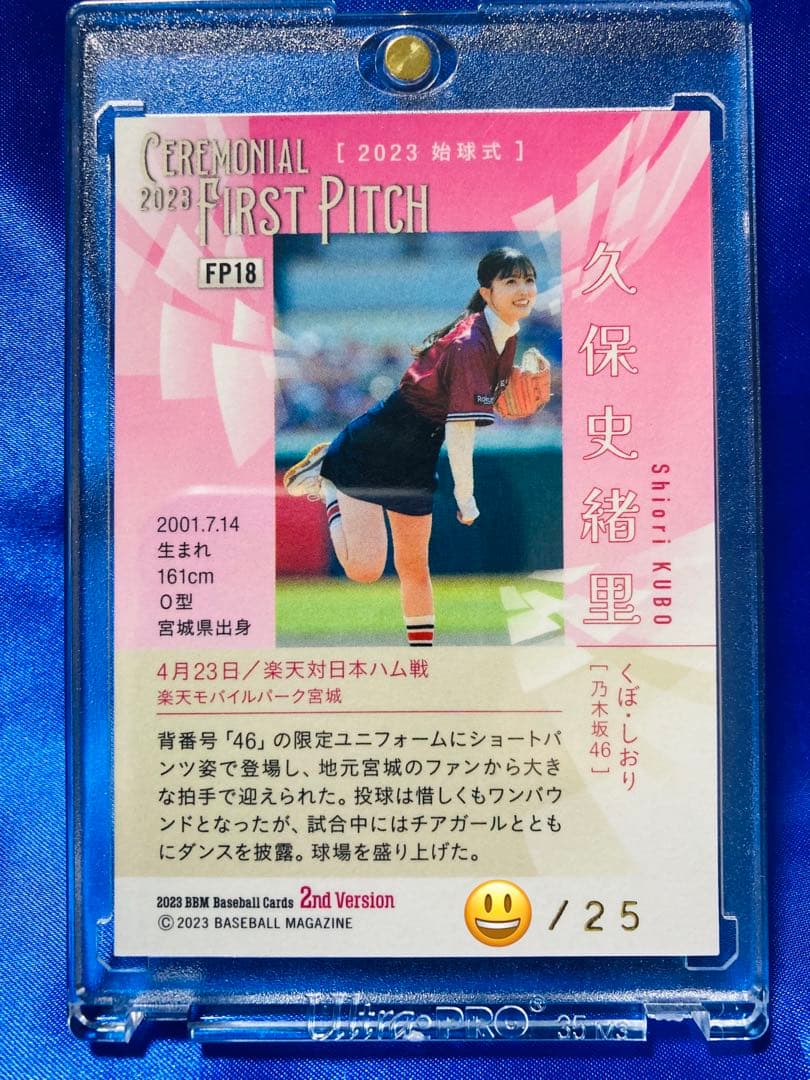 CEREMONIAL
2023 FIRST PITCH
[ 2023 始球式 ]
FP18
久保史緒里
Shiori KUBO
くぼ・しおり
[乃木坂46]
2001.7.14
生まれ
161cm
O型
宮城県出身
4月23日/楽天対日本ハム戦
楽天モバイルパーク宮城
背番号「46」の限定ユニフォームにショートパ
ンツ姿で登場し、地元宮城のファンから大き
な拍手で迎えられた。投球は惜しくもワンバウ
ンドとなったが、試合中にはチアガールととも
にダンスを披露。球場を盛り上げた。
2023 BBM Baseball Cards 2nd Version
© 2023 BASEBALL MAGAZINE
/25
Ultra PRO®